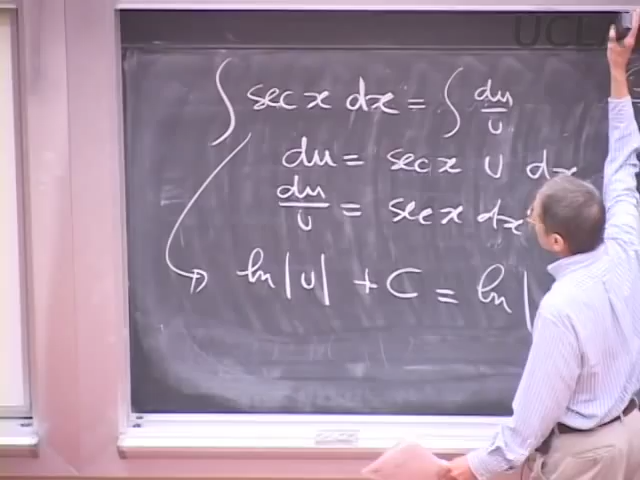 UCLA
∫ sec x dx = ∫ du/u
du = sec x u dx
du/u = sec x dx
ln |u| + C = ln |